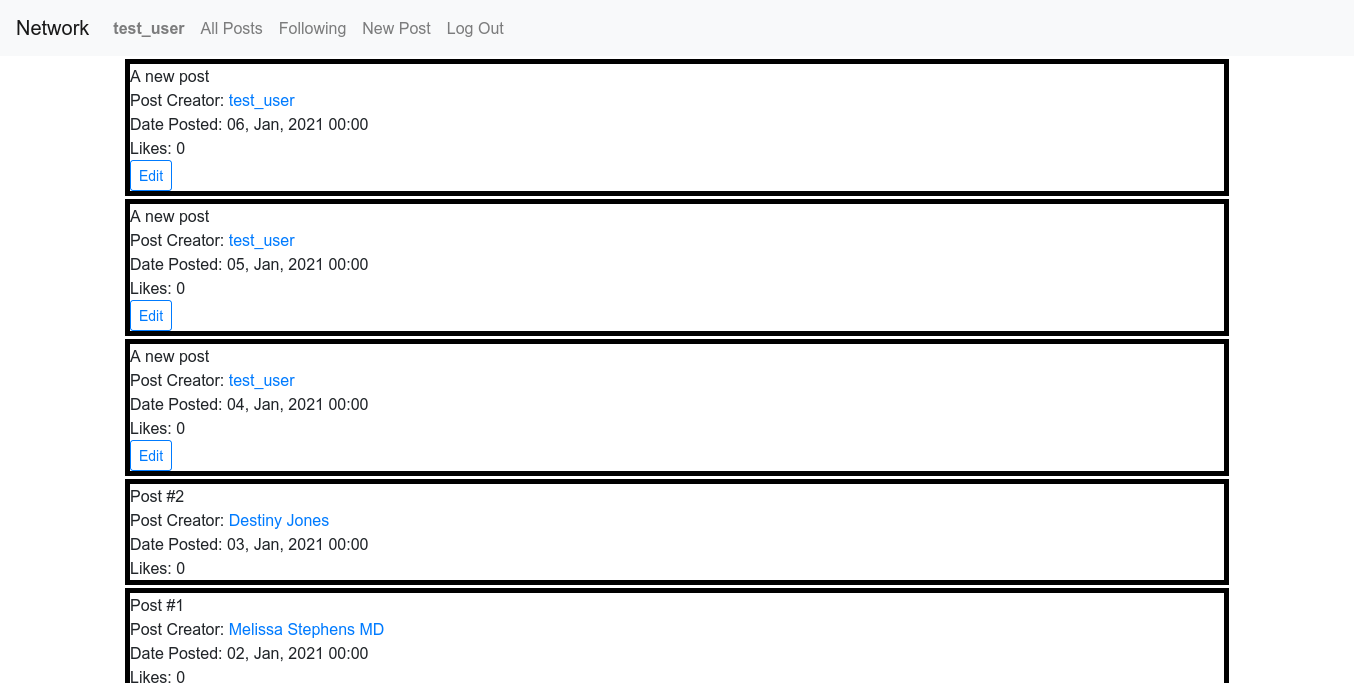 Network test_user All Posts Following New Post Log Out
A new post
Post Creator: test_user
Date Posted: 06, Jan, 2021 00:00
Likes: 0
Edit
A new post
Post Creator: test_user
Date Posted: 05, Jan, 2021 00:00
Likes: 0
Edit
A new post
Post Creator: test_user
Date Posted: 04, Jan, 2021 00:00
Likes: 0
Edit
Post #2
Post Creator: Destiny Jones
Date Posted: 03, Jan, 2021 00:00
Likes: 0
Post #1
Post Creator: Melissa Stephens MD
Date Posted: 02, Jan, 2021 00:00
Likes: 0